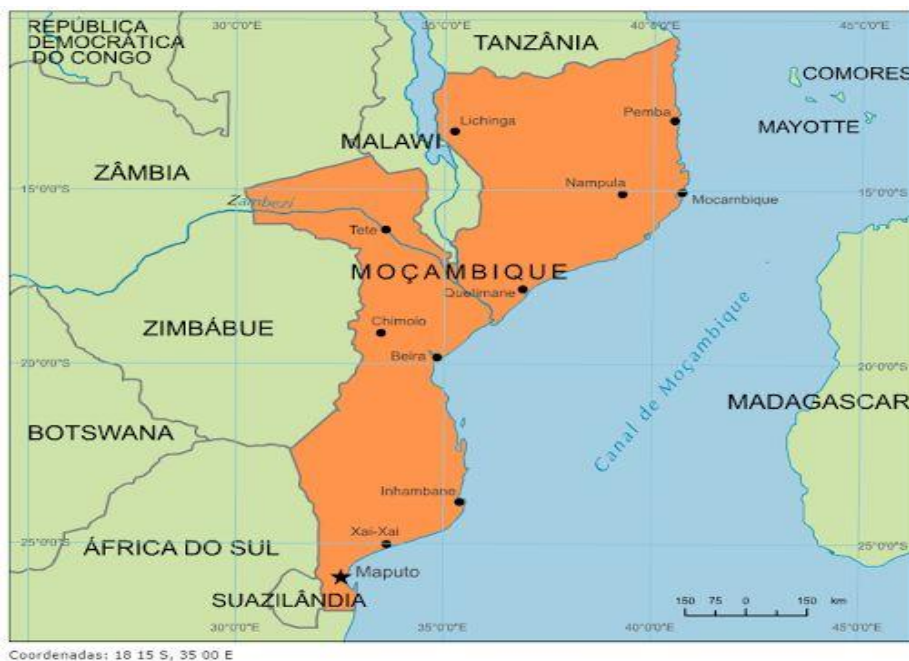 30°0'0"E
35°0'0"E
40°0'0"E
45°0'0"E
REPÚBLICA
DEMOCRÁTICA
DO CONGO
TANZÂNIA
COMORES
Lichinga
Pemba
MAYOTTE
MALAWI
ZÂMBIA
Nampula
15°0'0"S
15°0'0"S
Mocambique
Zambezi
Tete
MOÇAMBIQUE
Quelimane
ZIMBÁBUE
Chimoio
Beira
20°0'0"S
20°0'0"S
Canal de Moçambique
MADAGASCAR
BOTSWANA
Inhambane
Xai-Xai
25°0'0"S
25°0'0"S
ÁFRICA DO SUL
Maputo
SUAZILÂNDIA
150 75 0 150 km
30°0'0"E
35°0'0"E
40°0'0"E
45°0'0"E
Coordenadas: 18 15 S, 35 00 E